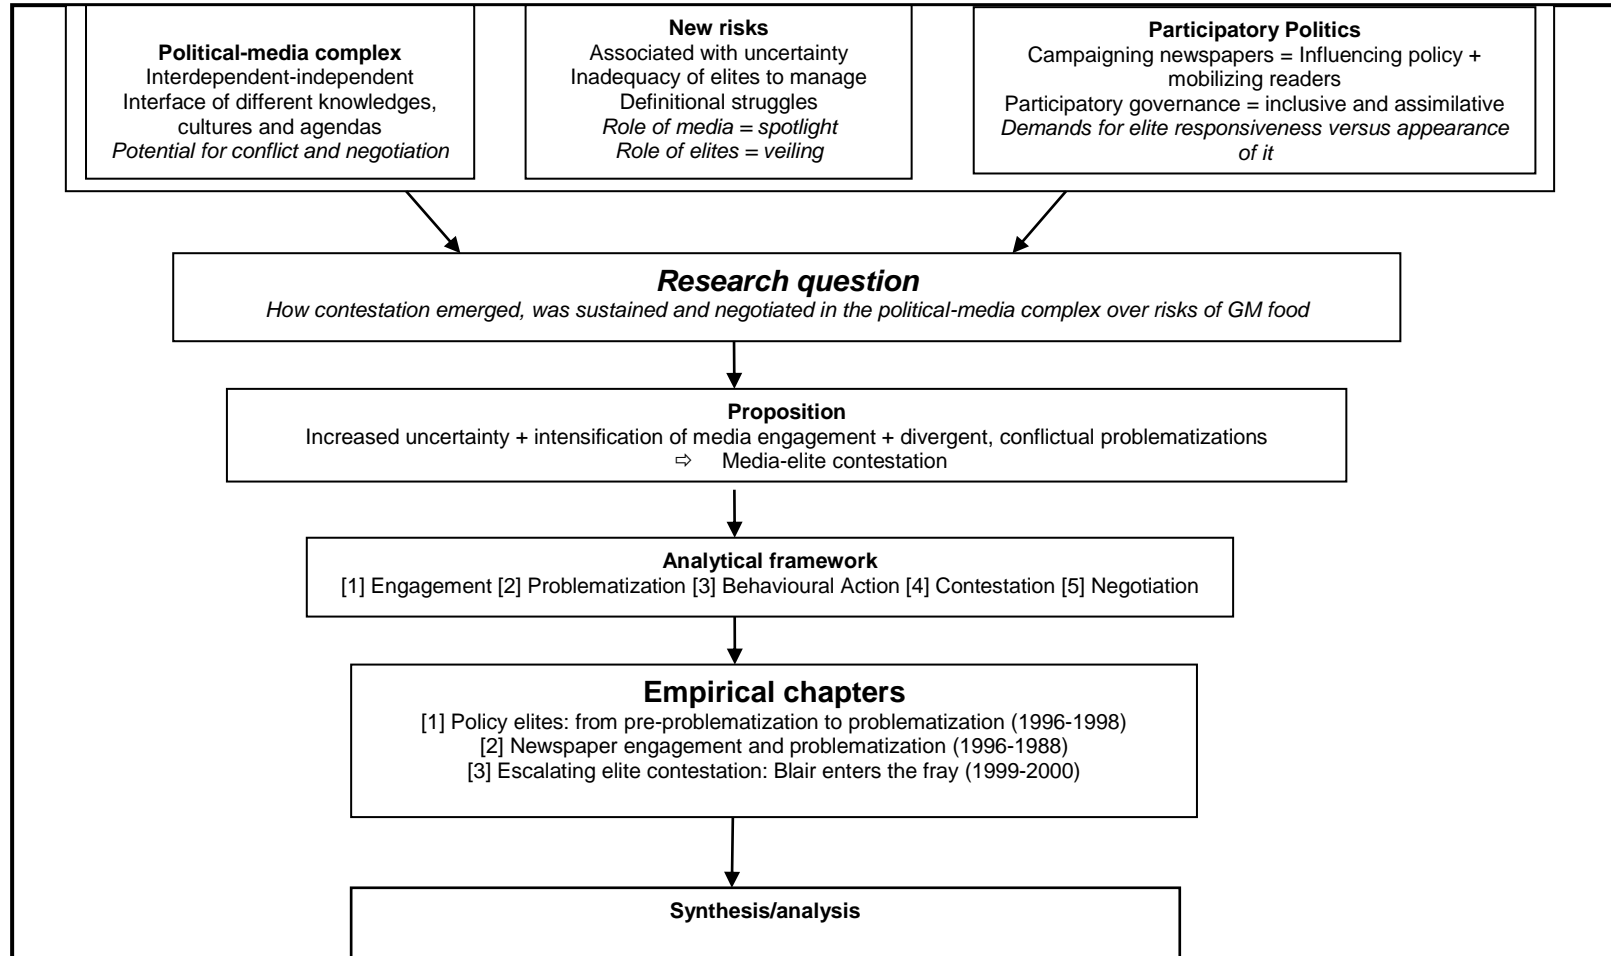 Political-media complex
Interdependent-independent
Interface of different knowledges,
cultures and agendas
Potential for conflict and negotiation
New risks
Associated with uncertainty
Inadequacy of elites to manage
Definitional struggles
Role of media = spotlight
Role of elites = veiling
Participatory Politics
Campaigning newspapers = Influencing policy +
mobilizing readers
Participatory governance = inclusive and assimilative
Demands for elite responsiveness versus appearance
of it
Research question
How contestation emerged, was sustained and negotiated in the political-media complex over risks of GM food
Proposition
Increased uncertainty + intensification of media engagement + divergent, conflictual problematizations
⇨ Media-elite contestation
Analytical framework
[1] Engagement [2] Problematization [3] Behavioural Action [4] Contestation [5] Negotiation
Empirical chapters
[1] Policy elites: from pre-problematization to problematization (1996-1998)
[2] Newspaper engagement and problematization (1996-1988)
[3] Escalating elite contestation: Blair enters the fray (1999-2000)
Synthesis/analysis